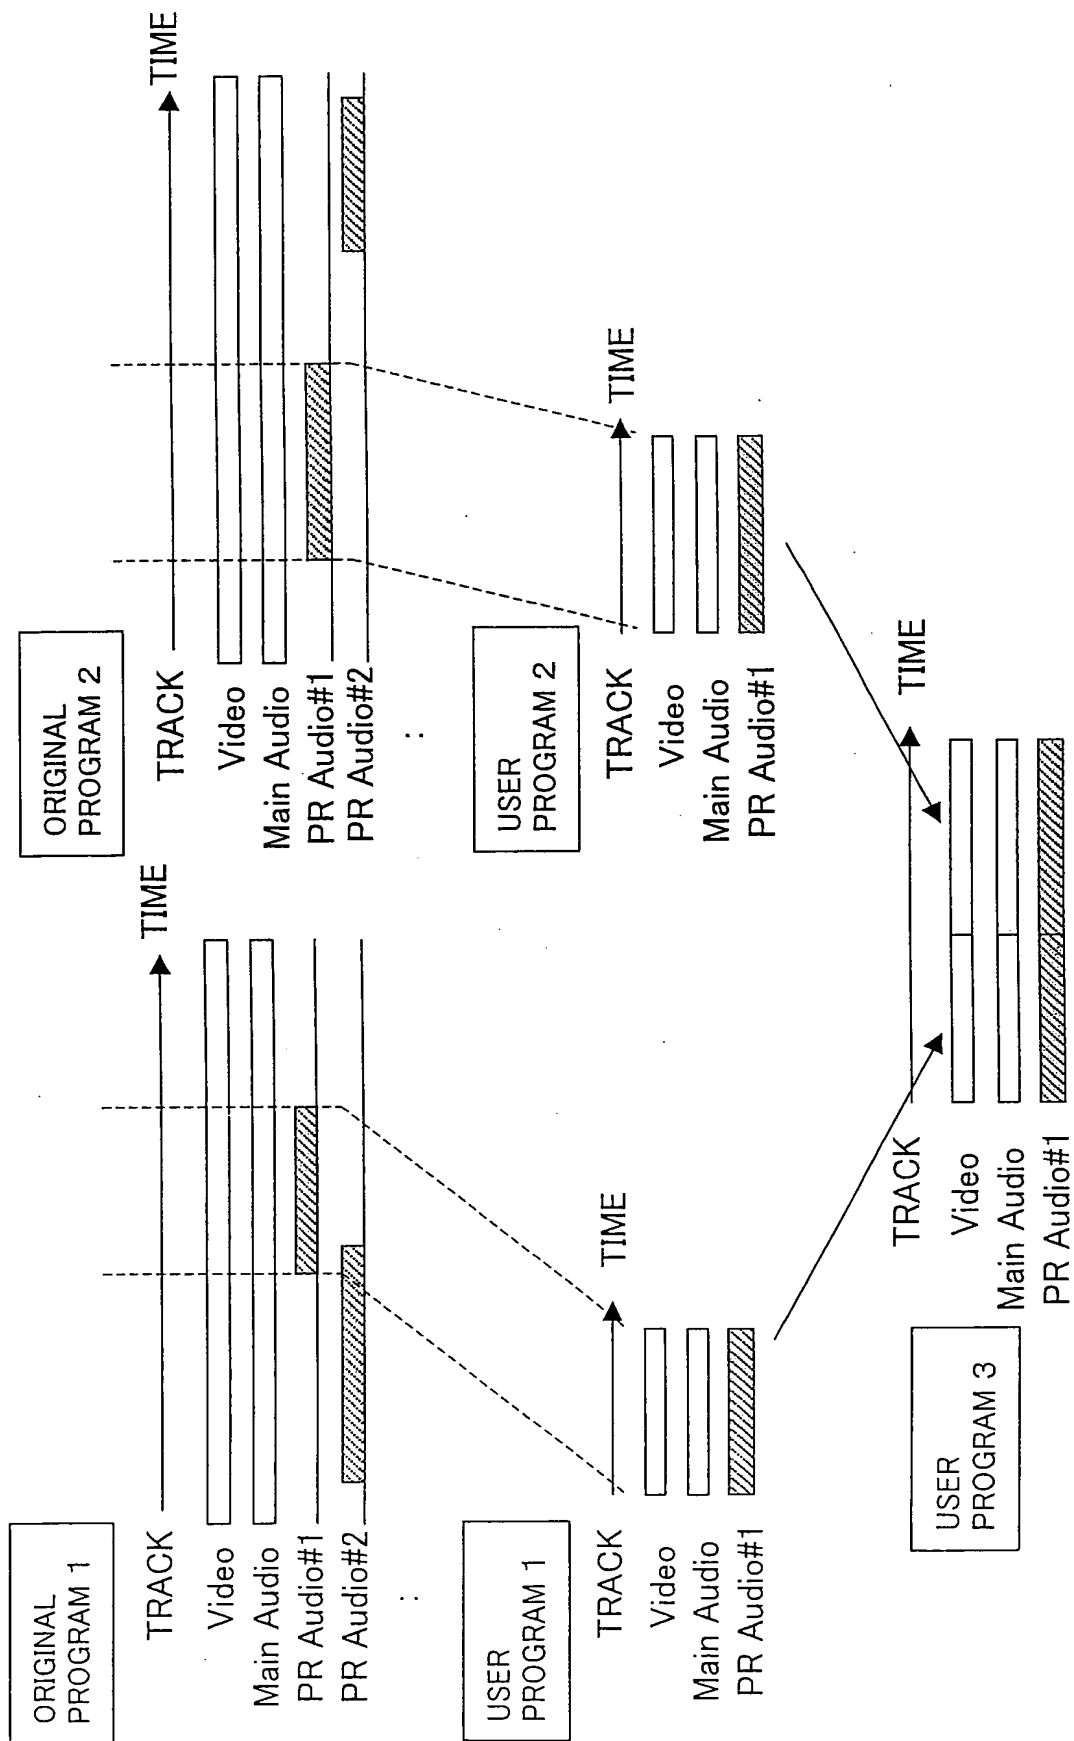 ORIGINAL
PROGRAM 1
TRACK
TIME
Video
Main Audio
PR Audio#1
PR Audio#2
:
ORIGINAL
PROGRAM 2
TRACK
TIME
Video
Main Audio
PR Audio#1
PR Audio#2
:
USER
PROGRAM 1
TRACK
TIME
Video
Main Audio
PR Audio#1
USER
PROGRAM 2
TRACK
TIME
Video
Main Audio
PR Audio#1
USER
PROGRAM 3
TRACK
TIME
Video
Main Audio
PR Audio#1